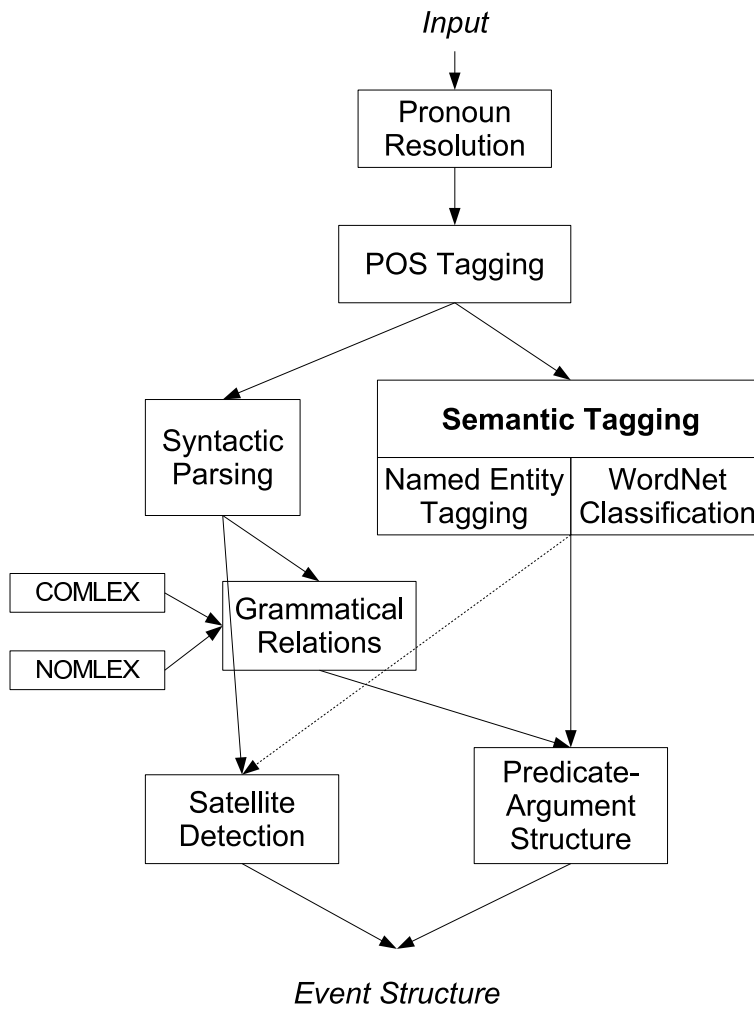 Input
Pronoun
Resolution
POS Tagging
Syntactic
Parsing
Semantic Tagging
Named Entity
Tagging
WordNet
Classification
COMLEX
NOMLEX
Grammatical
Relations
Satellite
Detection
Predicate-
Argument
Structure
Event Structure